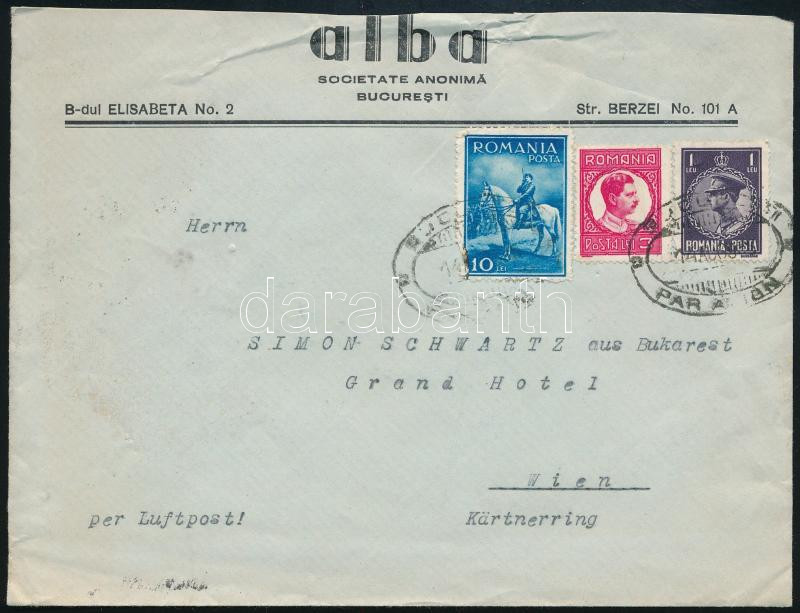 alba
SOCIETATE ANONIMĂ
BUCUREŞTI
B-dul ELISABETA No. 2
Str. BERZEI No. 101 A
ROMANIA
POSTA
10 LEI
ROMANIA
POSTA LEI
1 LEU 1 LEU
ROMANIA-POSTA
PAR AVION
Herrn
darabanth
SIMON SCHWARTZ aus Bukarest
Grand Hotel
Wien
per Luftpost!
Kärtnerring